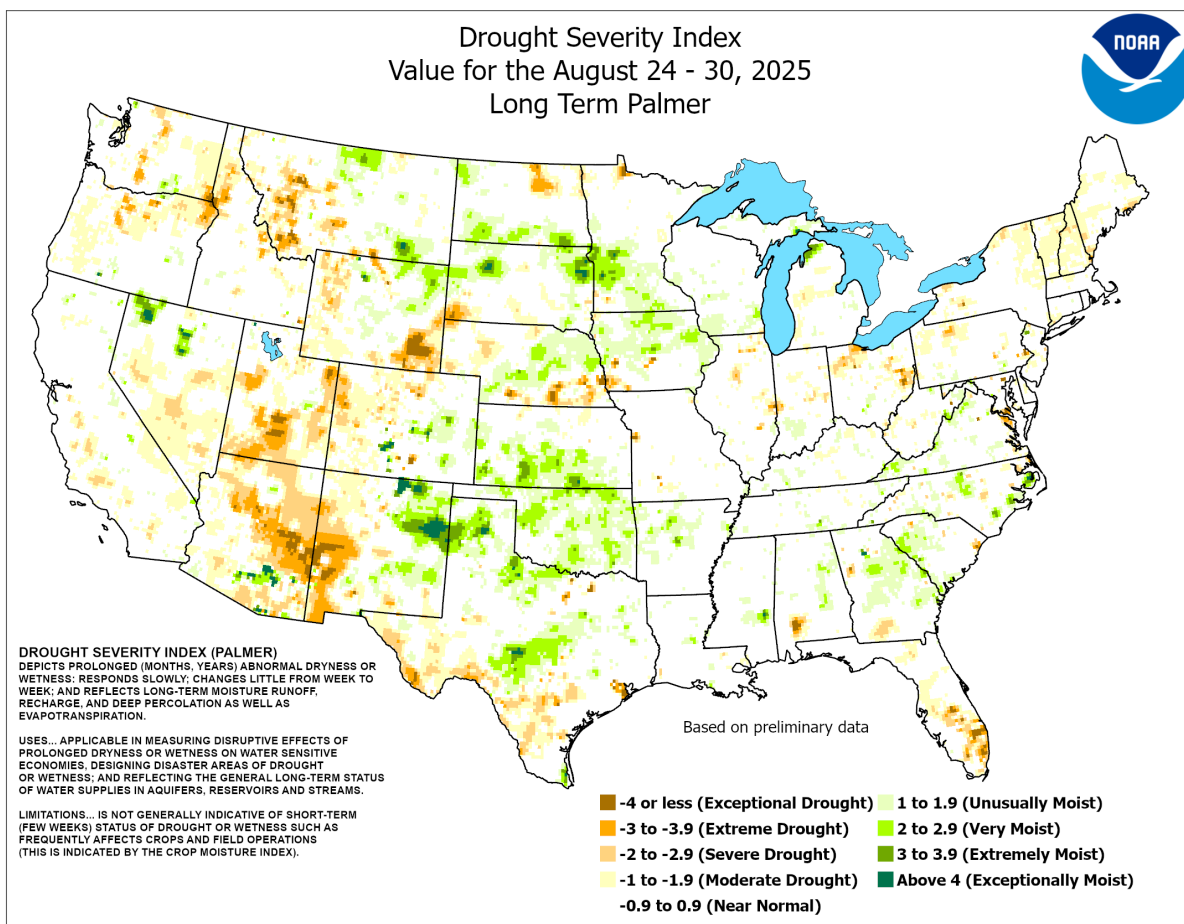 Drought Severity Index
Value for the August 24 - 30, 2025
Long Term Palmer
NOAA
DROUGHT SEVERITY INDEX (PALMER)
DEPICTS PROLONGED (MONTHS, YEARS) ABNORMAL DRYNESS OR
WETNESS: RESPONDS SLOWLY; CHANGES LITTLE FROM WEEK TO
WEEK; AND REFLECTS LONG-TERM MOISTURE RUNOFF,
RECHARGE, AND DEEP PERCOLATION AS WELL AS
EVAPOTRANSPIRATION.
USES... APPLICABLE IN MEASURING DISRUPTIVE EFFECTS OF
PROLONGED DRYNESS OR WETNESS ON WATER SENSITIVE
ECONOMIES, DESIGNING DISASTER AREAS OF DROUGHT
OR WETNESS; AND REFLECTING THE GENERAL LONG-TERM STATUS
OF WATER SUPPLIES IN AQUIFERS, RESERVOIRS AND STREAMS.
LIMITATIONS... IS NOT GENERALLY INDICATIVE OF SHORT-TERM
(FEW WEEKS) STATUS OF DROUGHT OR WETNESS SUCH AS
FREQUENTLY AFFECTS CROPS AND FIELD OPERATIONS
(THIS IS INDICATED BY THE CROP MOISTURE INDEX).
Based on preliminary data
-4 or less (Exceptional Drought)
-3 to -3.9 (Extreme Drought)
-2 to -2.9 (Severe Drought)
-1 to -1.9 (Moderate Drought)
-0.9 to 0.9 (Near Normal)
1 to 1.9 (Unusually Moist)
2 to 2.9 (Very Moist)
3 to 3.9 (Extremely Moist)
Above 4 (Exceptionally Moist)